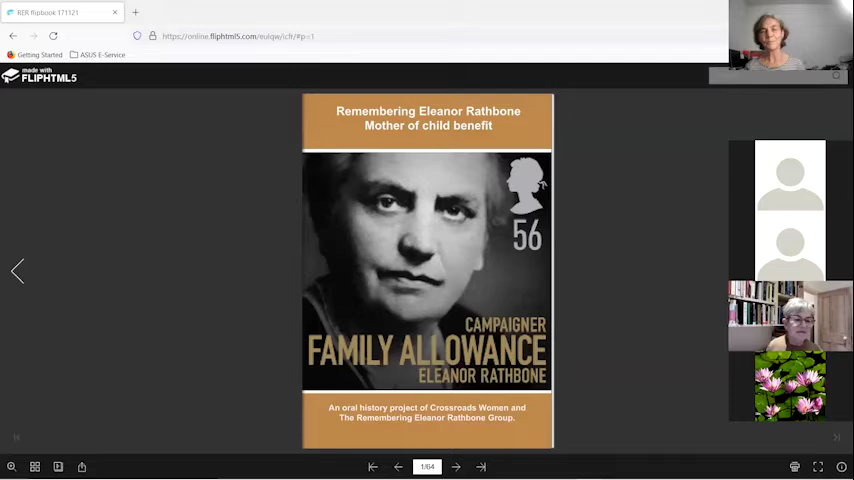 RER flipbook 171121
https://online.fliphtml5.com/euiqw/iclt/#p=1
Getting Started
ASUS E-Service
made with
FLIPHTML5
Remembering Eleanor Rathbone
Mother of child benefit
56
CAMPAIGNER
FAMILY ALLOWANCE
ELEANOR RATHBONE
An oral history project of Crossroads Women and
The Remembering Eleanor Rathbone Group.
1/64